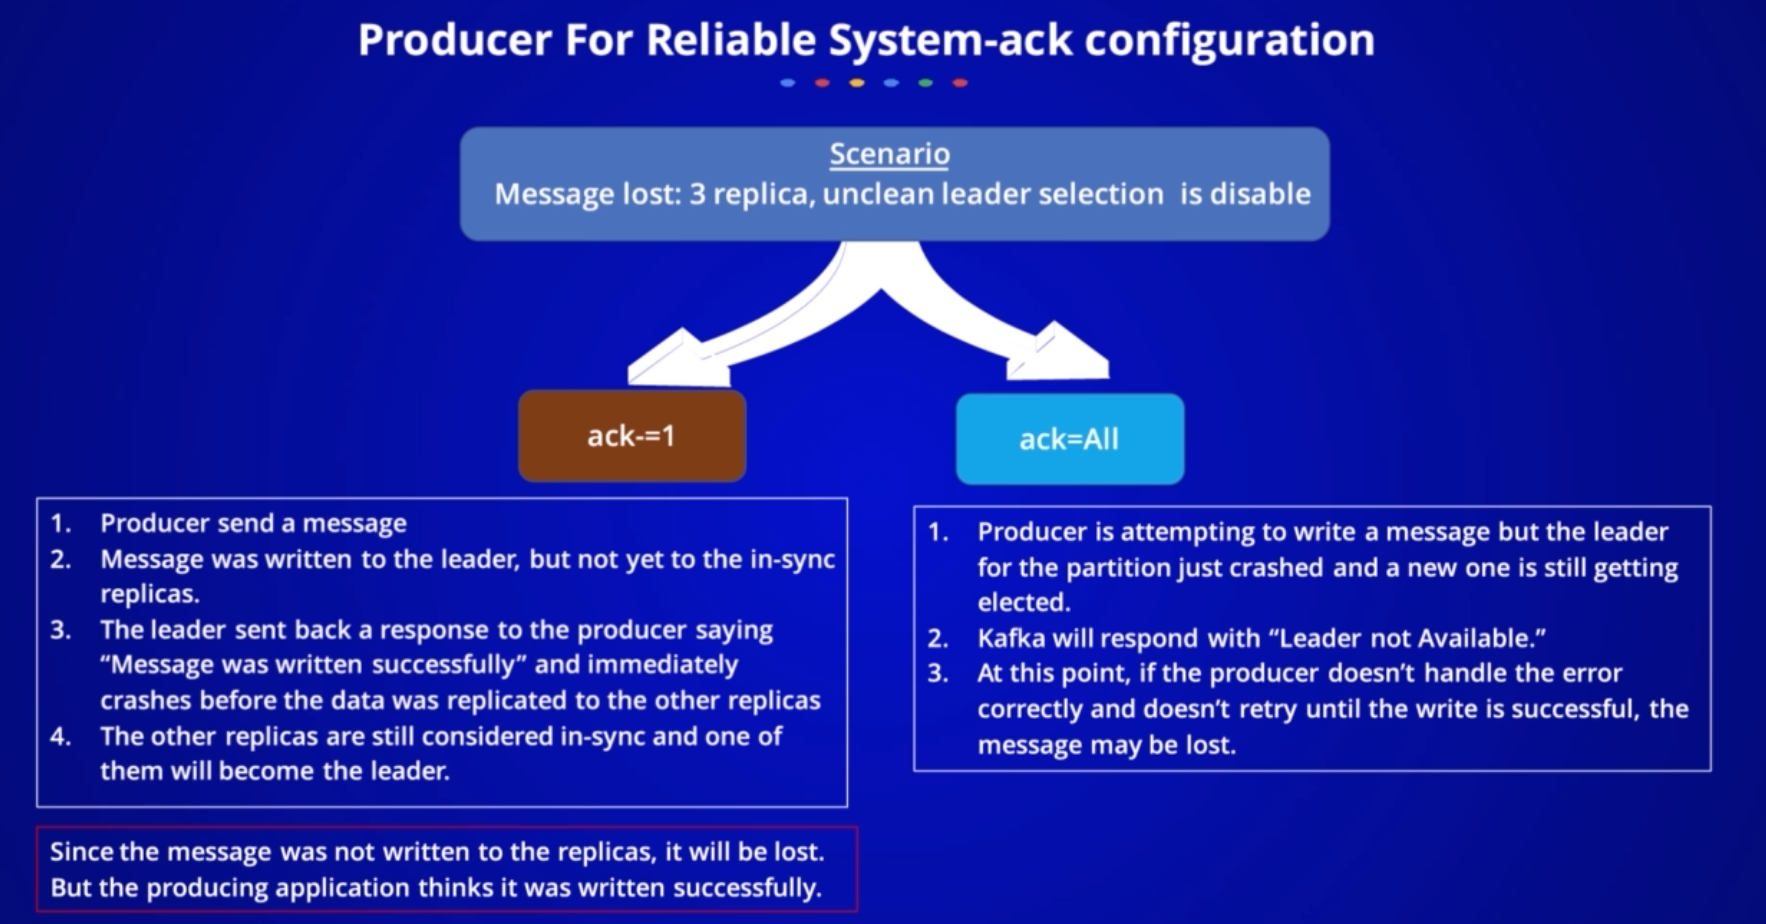 Producer For Reliable System-ack configuration
Scenario
Message lost: 3 replica, unclean leader selection is disable
ack-=1
ack=All
1. Producer send a message
2. Message was written to the leader, but not yet to the in-sync
replicas.
3. The leader sent back a response to the producer saying
“Message was written successfully” and immediately
crashes before the data was replicated to the other replicas
4. The other replicas are still considered in-sync and one of
them will become the leader.
Since the message was not written to the replicas, it will be lost.
But the producing application thinks it was written successfully.
1. Producer is attempting to write a message but the leader
for the partition just crashed and a new one is still getting
elected.
2. Kafka will respond with “Leader not Available.”
3. At this point, if the producer doesn’t handle the error
correctly and doesn’t retry until the write is successful, the
message may be lost.